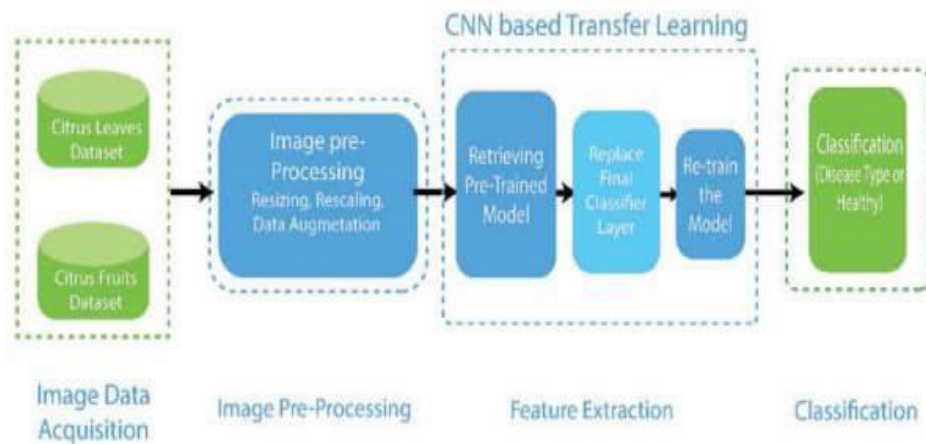 CNN based Transfer Learning
Citrus Leaves
Dataset
Citrus Fruits
Dataset
Image pre-
Processing
Resizing, Rescaling,
Data Augmetation
Retrieving
Pre-Trained
Model
Replace
Final
Classifier
Layer
Re-train
the
Model
Classification
(Disease Type or
Healthy)
Image Data
Acquisition
Image Pre-Processing
Feature Extraction
Classification